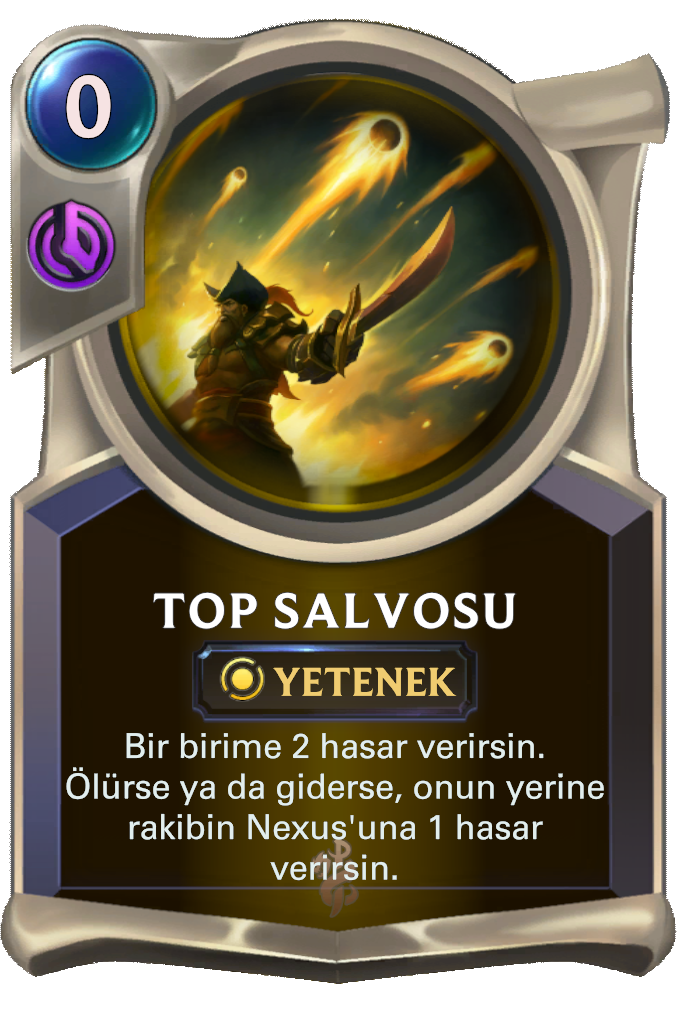 0
TOP SALVOSU
YETENEK
Bir birime 2 hasar verirsin.
Ölürse ya da giderse, onun yerine
rakibin Nexus'una 1 hasar
verirsin.